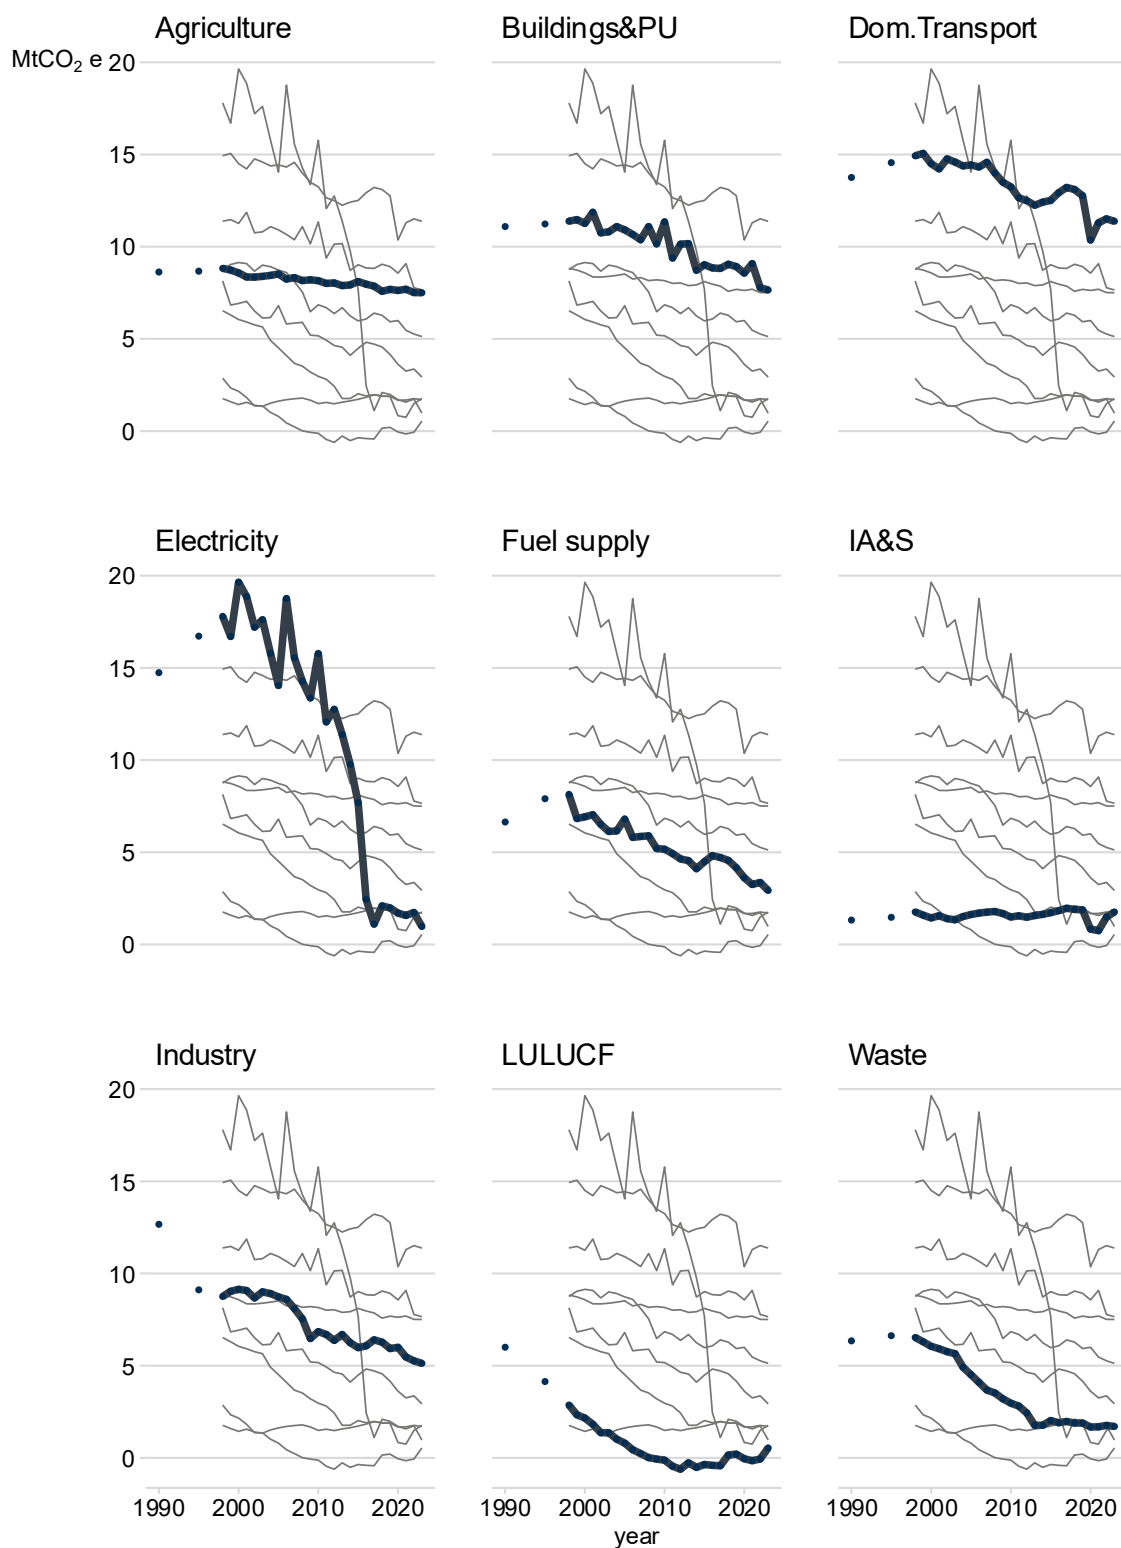 Agriculture Buildings&PU Dom.Transport
MtCO₂ e 20
15
10
5
0
Electricity Fuel supply IA&S
20
15
10
5
0
Industry LULUCF Waste
20
15
10
5
0
1990 2000 2010 2020 1990 2000 2010 2020 1990 2000 2010 2020
year